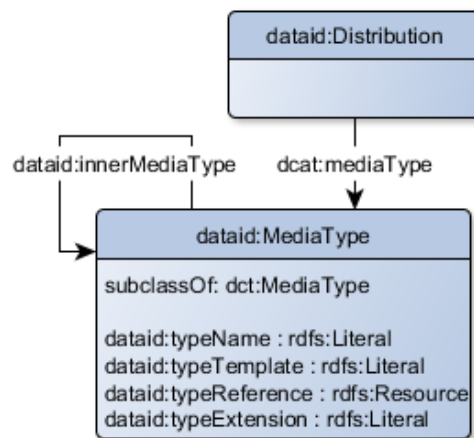 dataid:Distribution
dataid:innerMediaType
dcat:mediaType
dataid:MediaType
subclassOf: dct:MediaType
dataid:typeName : rdfs:Literal
dataid:typeTemplate : rdfs:Literal
dataid:typeReference : rdfs:Resource
dataid:typeExtension : rdfs:Literal